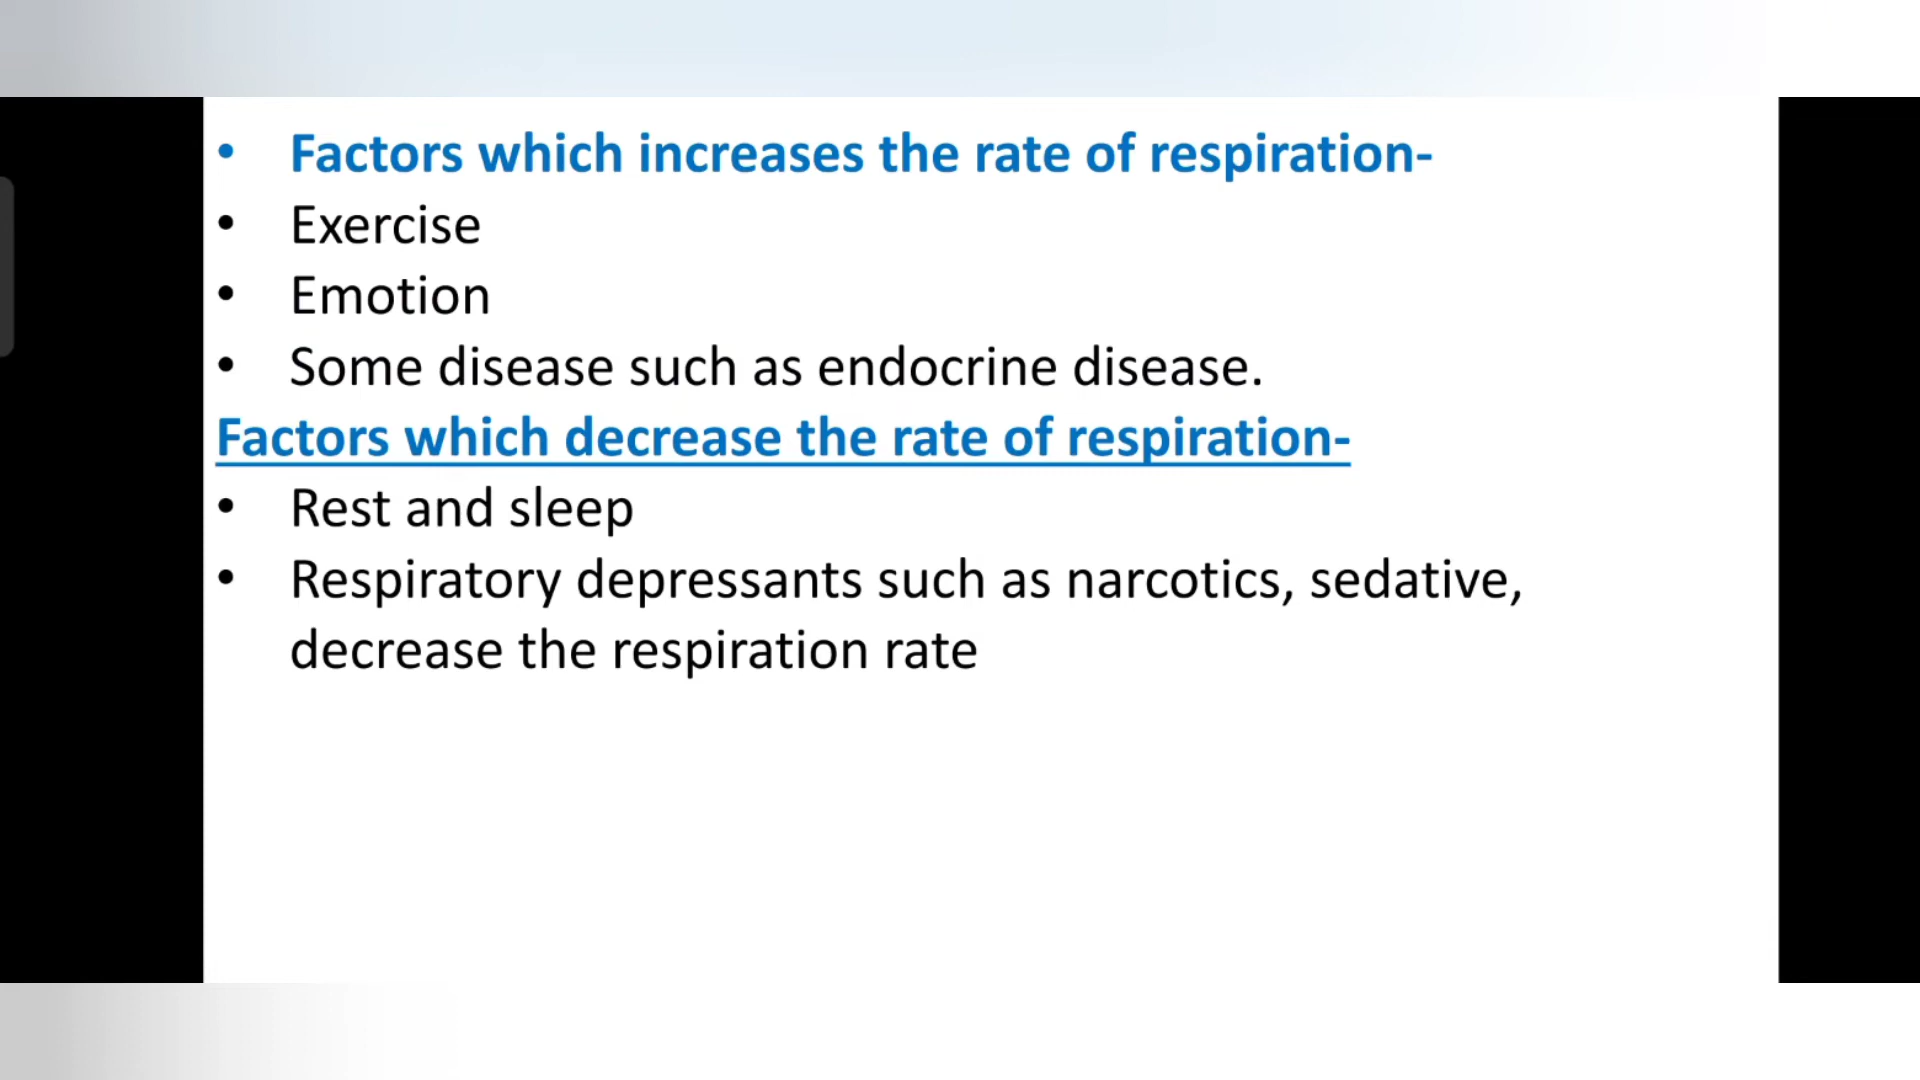 • Factors which increases the rate of respiration-
• Exercise
• Emotion
• Some disease such as endocrine disease.
Factors which decrease the rate of respiration-
• Rest and sleep
• Respiratory depressants such as narcotics, sedative,
decrease the respiration rate